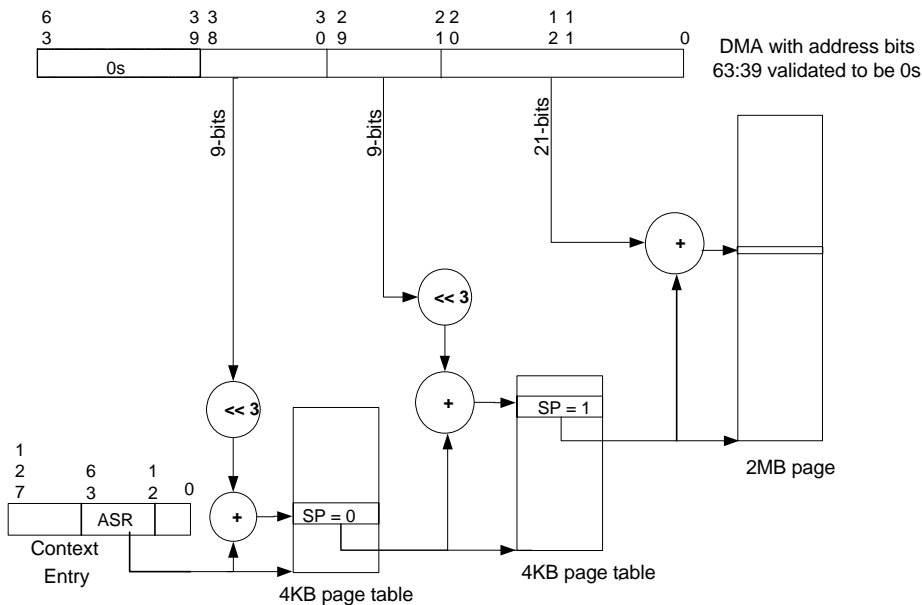 6 3 3 3 2 2 2 1 1
3 9 8 0 9 1 0 2 1 0
0s
DMA with address bits
63:39 validated to be 0s
9-bits
9-bits
21-bits
+
<< 3
+
<< 3
SP = 1
2MB page
1 6 1
2 3 2 0
7
ASR
+
SP = 0
Context
Entry
4KB page table
4KB page table